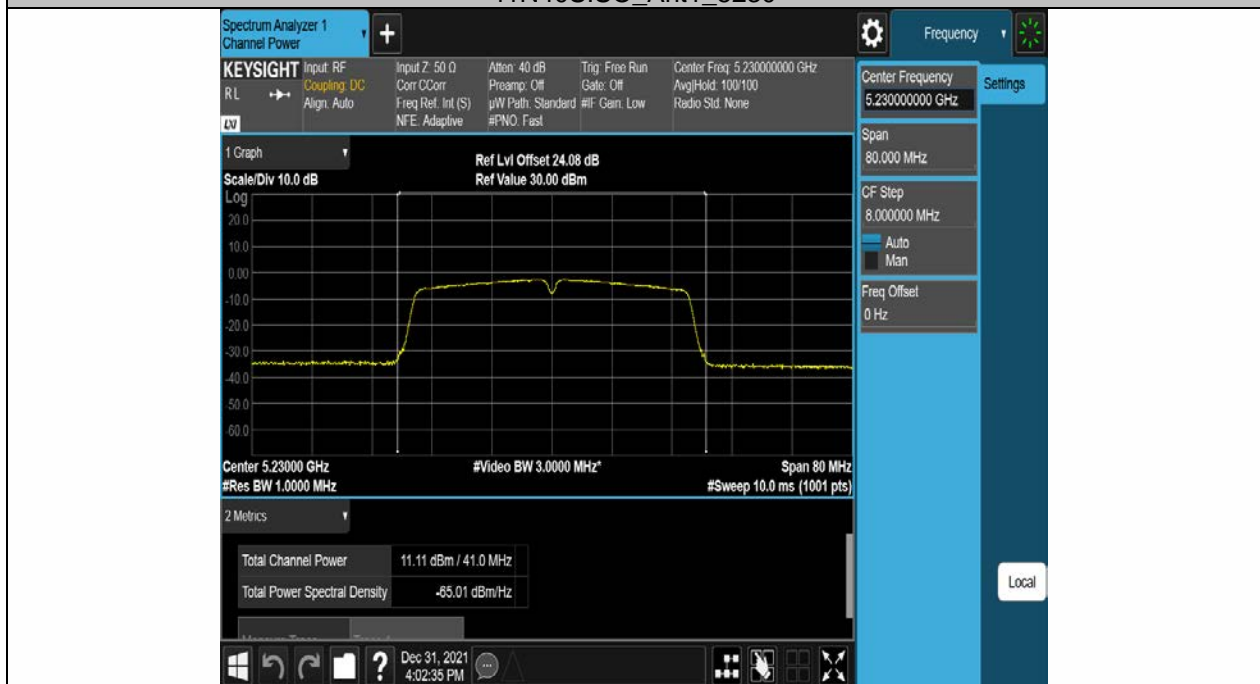 Spectrum Analyzer 1
Channel Power
+
Frequency
KEYSIGHT
RL
LXI
Input: RF
Coupling: DC
Align: Auto
Input Z: 50 Ω
Corr CCorr
Freq Ref: Int (S)
NFE: Adaptive
Atten: 40 dB
Preamp: Off
µW Path: Standard
#PNO: Fast
Trig: Free Run
Gate: Off
#IF Gain: Low
Center Freq: 5.230000000 GHz
Avg|Hold: 100/100
Radio Std: None
Center Frequency
5.230000000 GHz
Settings
Span
80.000 MHz
CF Step
8.000000 MHz
Auto
Man
Freq Offset
0 Hz
Local
1 Graph
Scale/Div 10.0 dB
Ref Lvl Offset 24.08 dB
Ref Value 30.00 dBm
Log
20.0
10.0
0.00
-10.0
-20.0
-30.0
-40.0
-50.0
-60.0
Center 5.23000 GHz
#Res BW 1.0000 MHz
#Video BW 3.0000 MHz*
Span 80 MHz
#Sweep 10.0 ms (1001 pts)
2 Metrics
Total Channel Power 11.11 dBm / 41.0 MHz
Total Power Spectral Density -65.01 dBm/Hz
?
Dec 31, 2021
4:02:35 PM